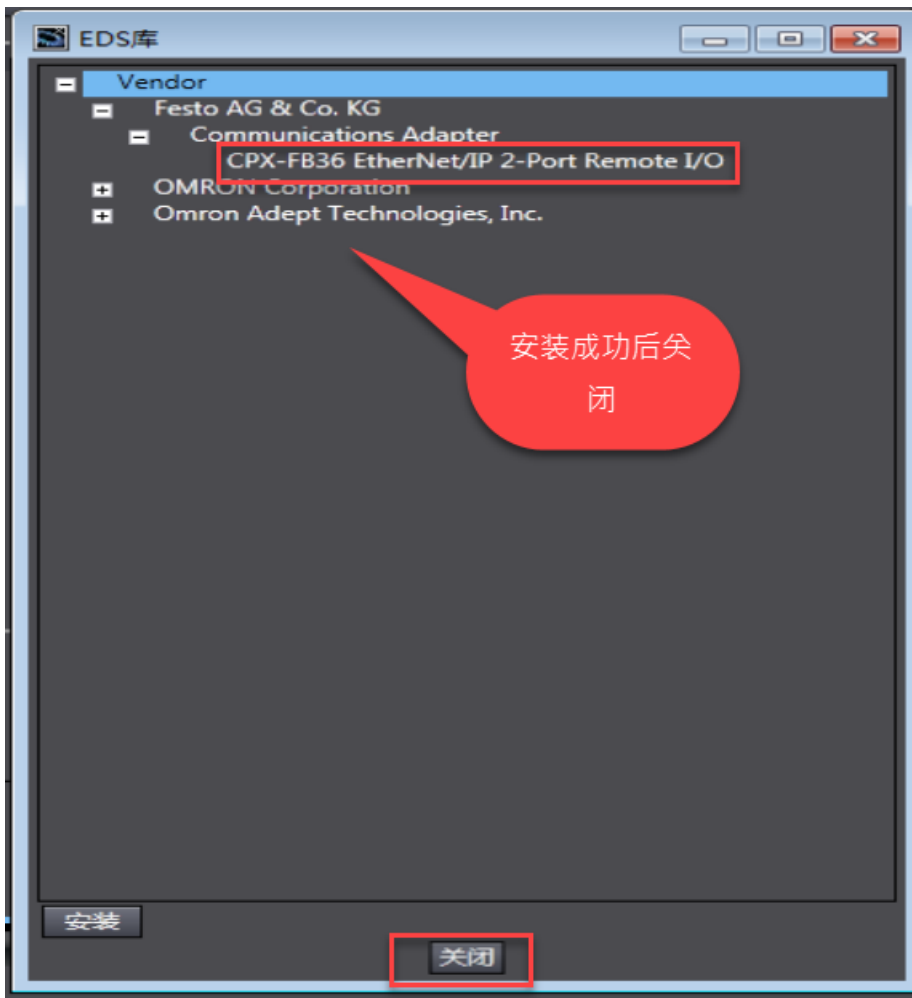 EDS库
Vendor
Festo AG & Co. KG
Communications Adapter
CPX-FB36 EtherNet/IP 2-Port Remote I/O
OMRON Corporation
Omron Adept Technologies, Inc.
安装成功后关
闭
安装
关闭